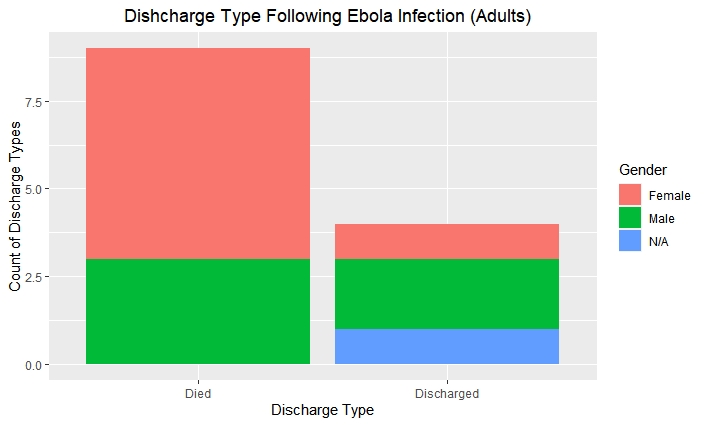 Dishcharge Type Following Ebola Infection (Adults)
Count of Discharge Types
7.5
5.0
2.5
0.0
Died
Discharged
Discharge Type
Gender
Female
Male
N/A